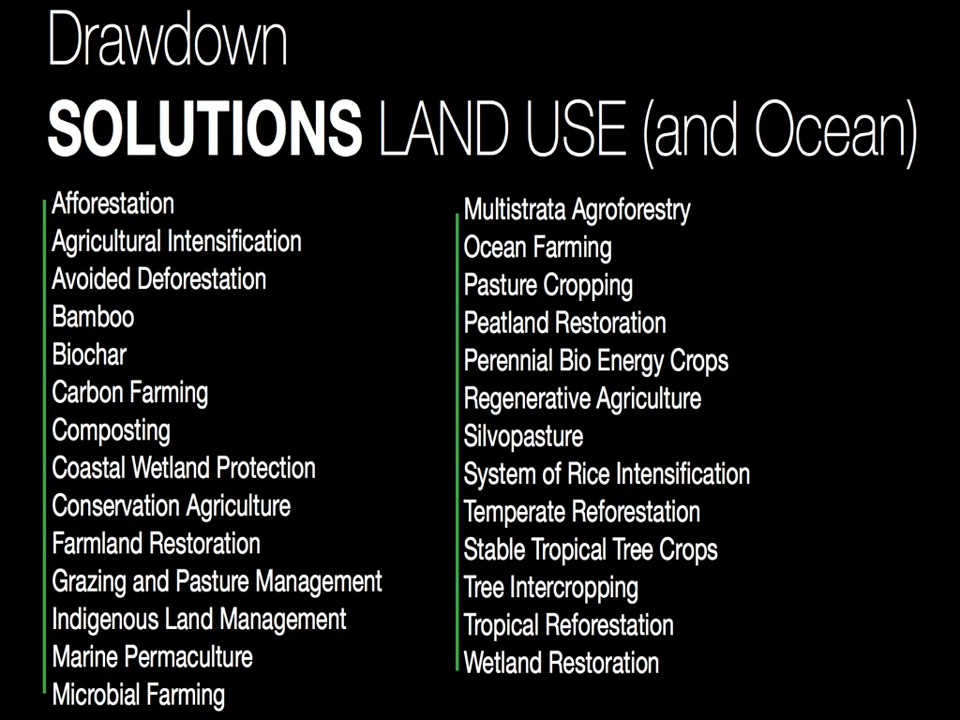 Drawdown
SOLUTIONS LAND USE (and Ocean)
Afforestation
Agricultural Intensification
Avoided Deforestation
Bamboo
Biochar
Carbon Farming
Composting
Coastal Wetland Protection
Conservation Agriculture
Farmland Restoration
Grazing and Pasture Management
Indigenous Land Management
Marine Permaculture
Microbial Farming
Multistrata Agroforestry
Ocean Farming
Pasture Cropping
Peatland Restoration
Perennial Bio Energy Crops
Regenerative Agriculture
Silvopasture
System of Rice Intensification
Temperate Reforestation
Stable Tropical Tree Crops
Tree Intercropping
Tropical Reforestation
Wetland Restoration